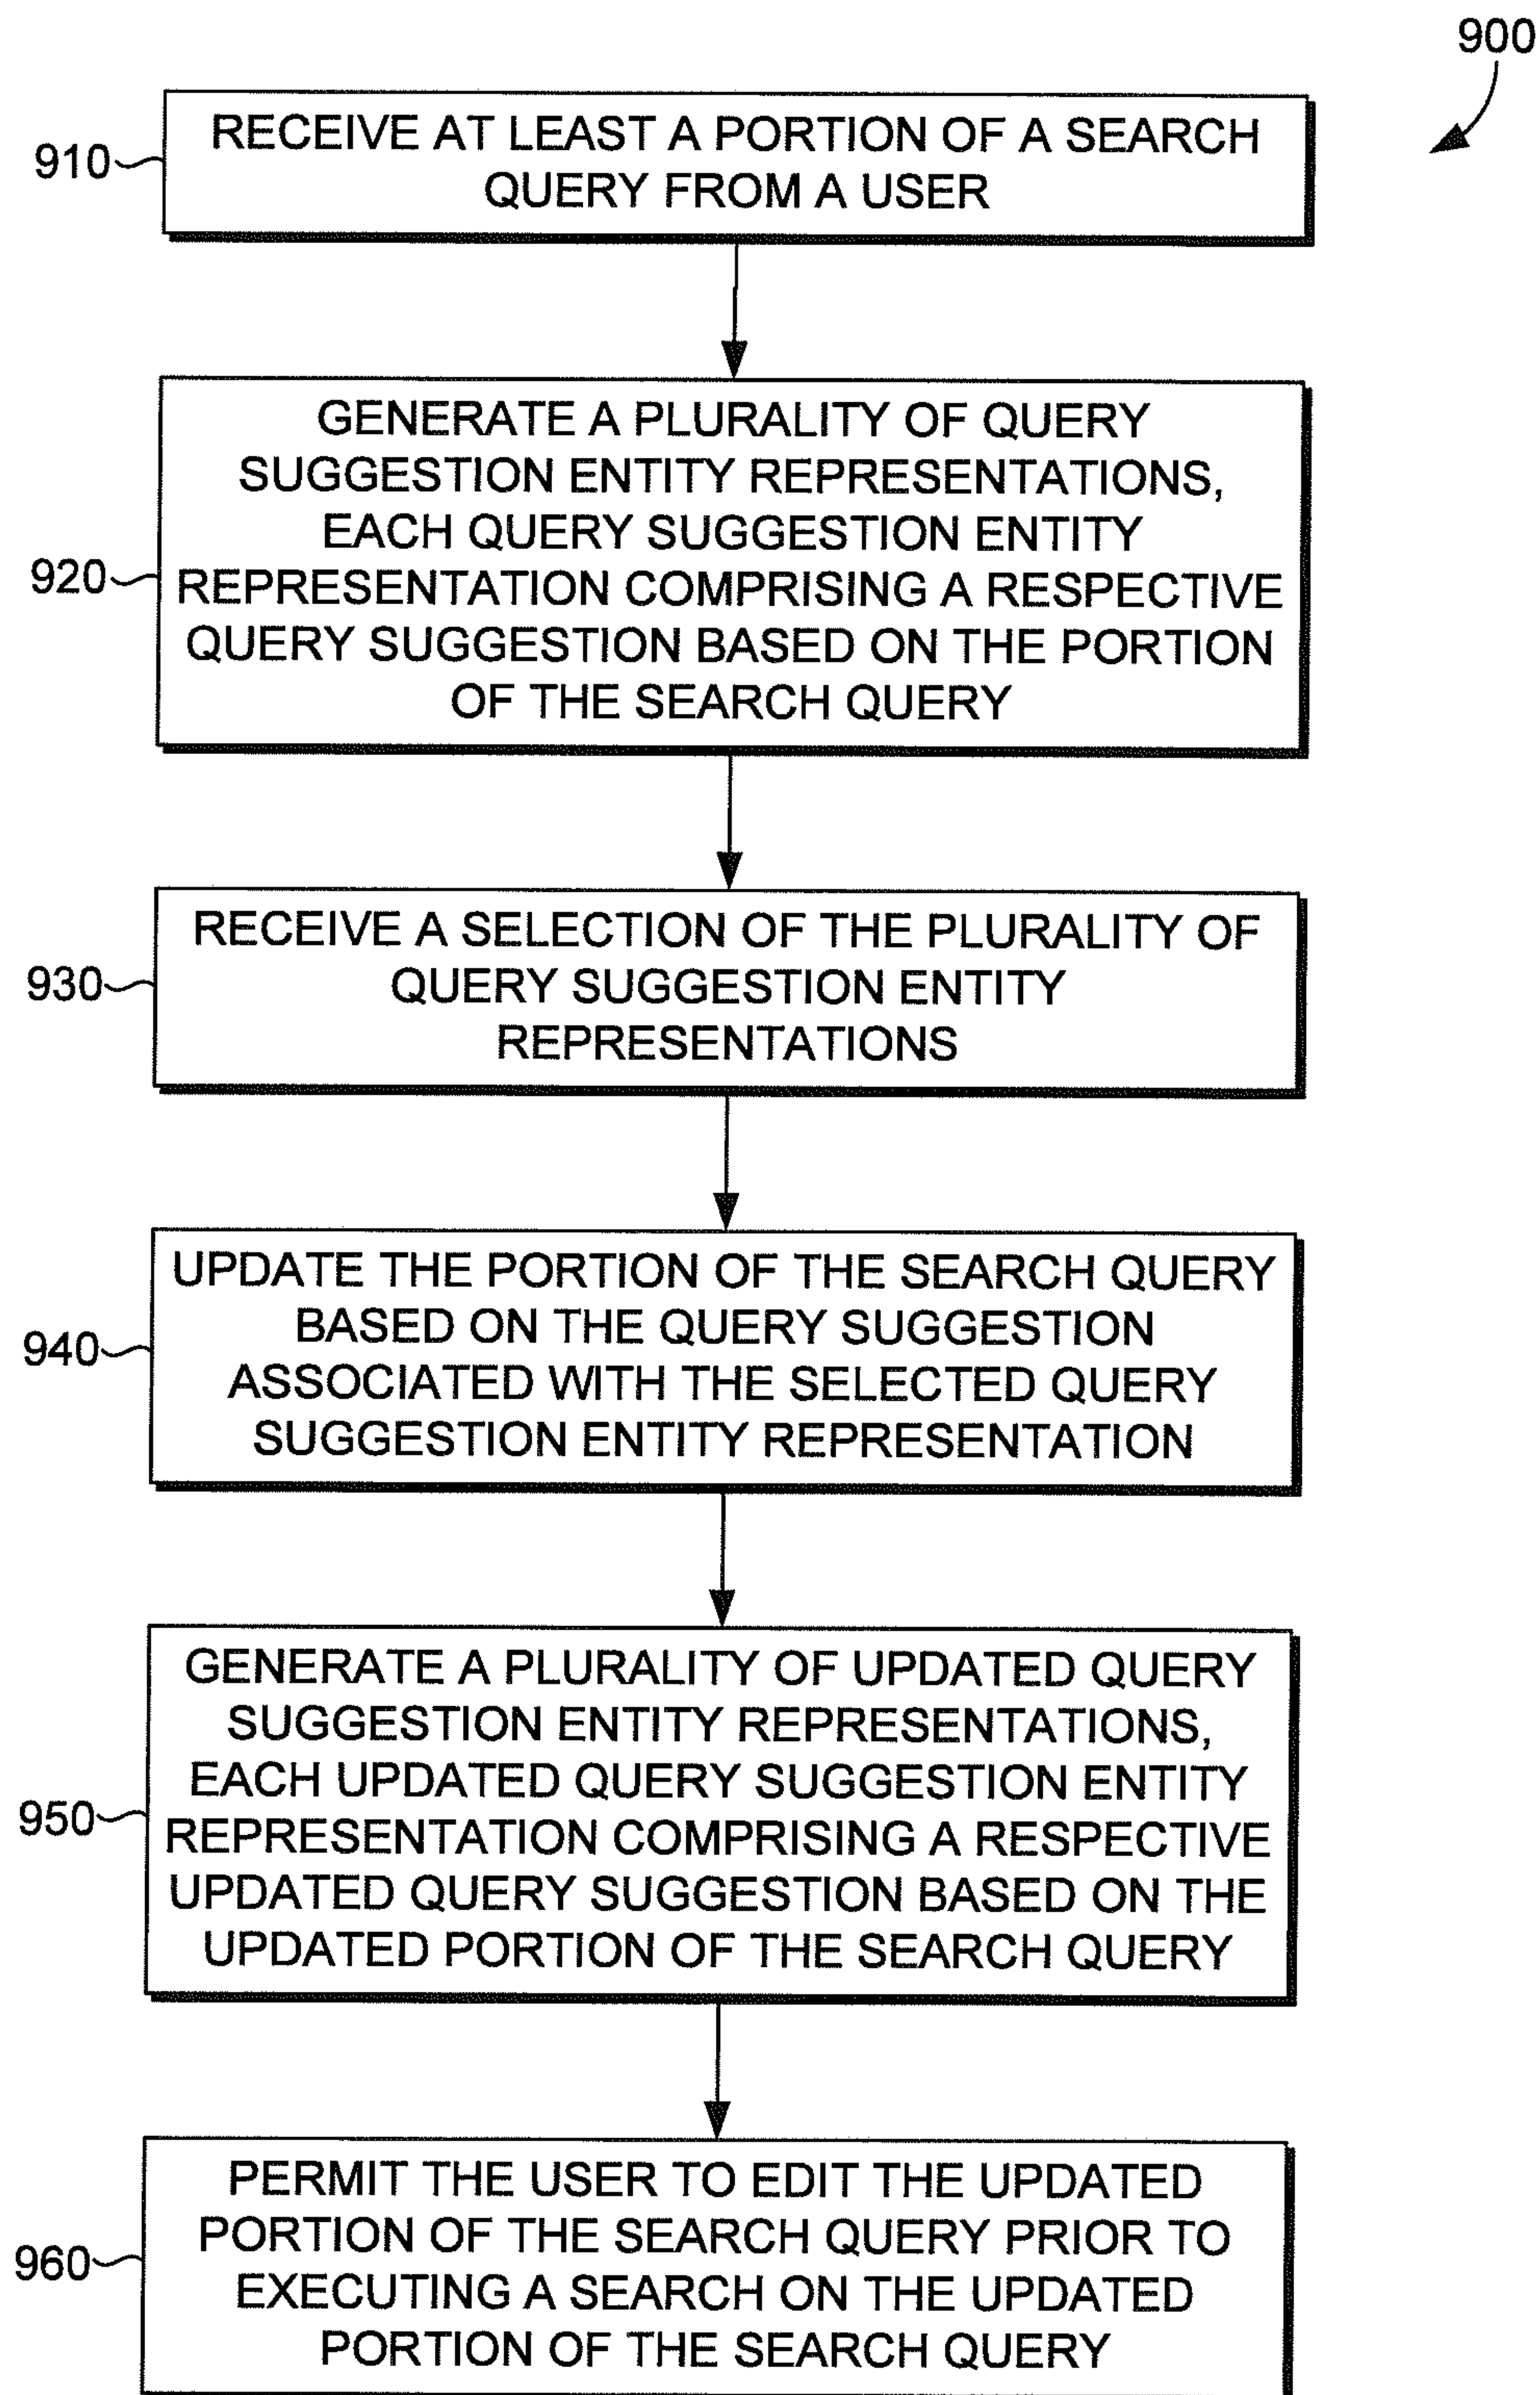 900
910
RECEIVE AT LEAST A PORTION OF A SEARCH
QUERY FROM A USER
920
GENERATE A PLURALITY OF QUERY
SUGGESTION ENTITY REPRESENTATIONS,
EACH QUERY SUGGESTION ENTITY
REPRESENTATION COMPRISING A RESPECTIVE
QUERY SUGGESTION BASED ON THE PORTION
OF THE SEARCH QUERY
930
RECEIVE A SELECTION OF THE PLURALITY OF
QUERY SUGGESTION ENTITY
REPRESENTATIONS
940
UPDATE THE PORTION OF THE SEARCH QUERY
BASED ON THE QUERY SUGGESTION
ASSOCIATED WITH THE SELECTED QUERY
SUGGESTION ENTITY REPRESENTATION
950
GENERATE A PLURALITY OF UPDATED QUERY
SUGGESTION ENTITY REPRESENTATIONS,
EACH UPDATED QUERY SUGGESTION ENTITY
REPRESENTATION COMPRISING A RESPECTIVE
UPDATED QUERY SUGGESTION BASED ON THE
UPDATED PORTION OF THE SEARCH QUERY
960
PERMIT THE USER TO EDIT THE UPDATED
PORTION OF THE SEARCH QUERY PRIOR TO
EXECUTING A SEARCH ON THE UPDATED
PORTION OF THE SEARCH QUERY